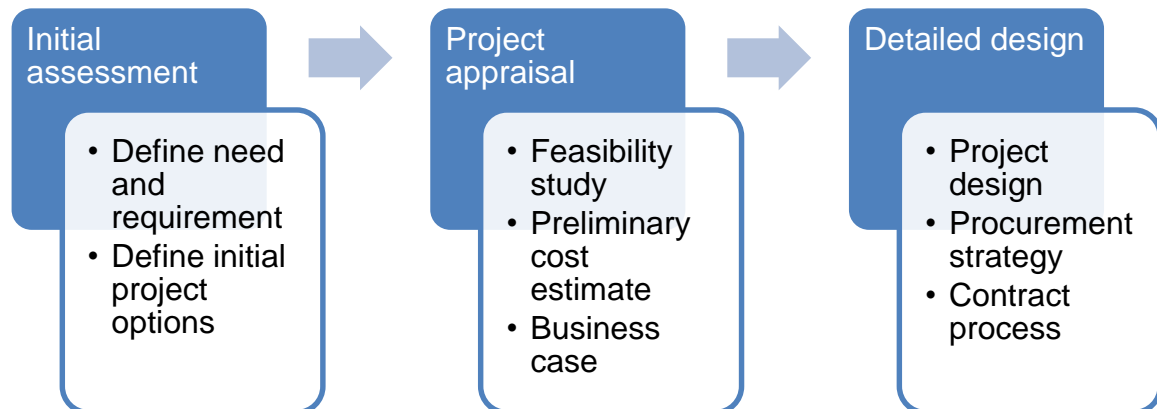 Initial
assessment
• Define need
and
requirement
• Define initial
project
options
Project
appraisal
• Feasibility
study
• Preliminary
cost
estimate
• Business
case
Detailed design
• Project
design
• Procurement
strategy
• Contract
process